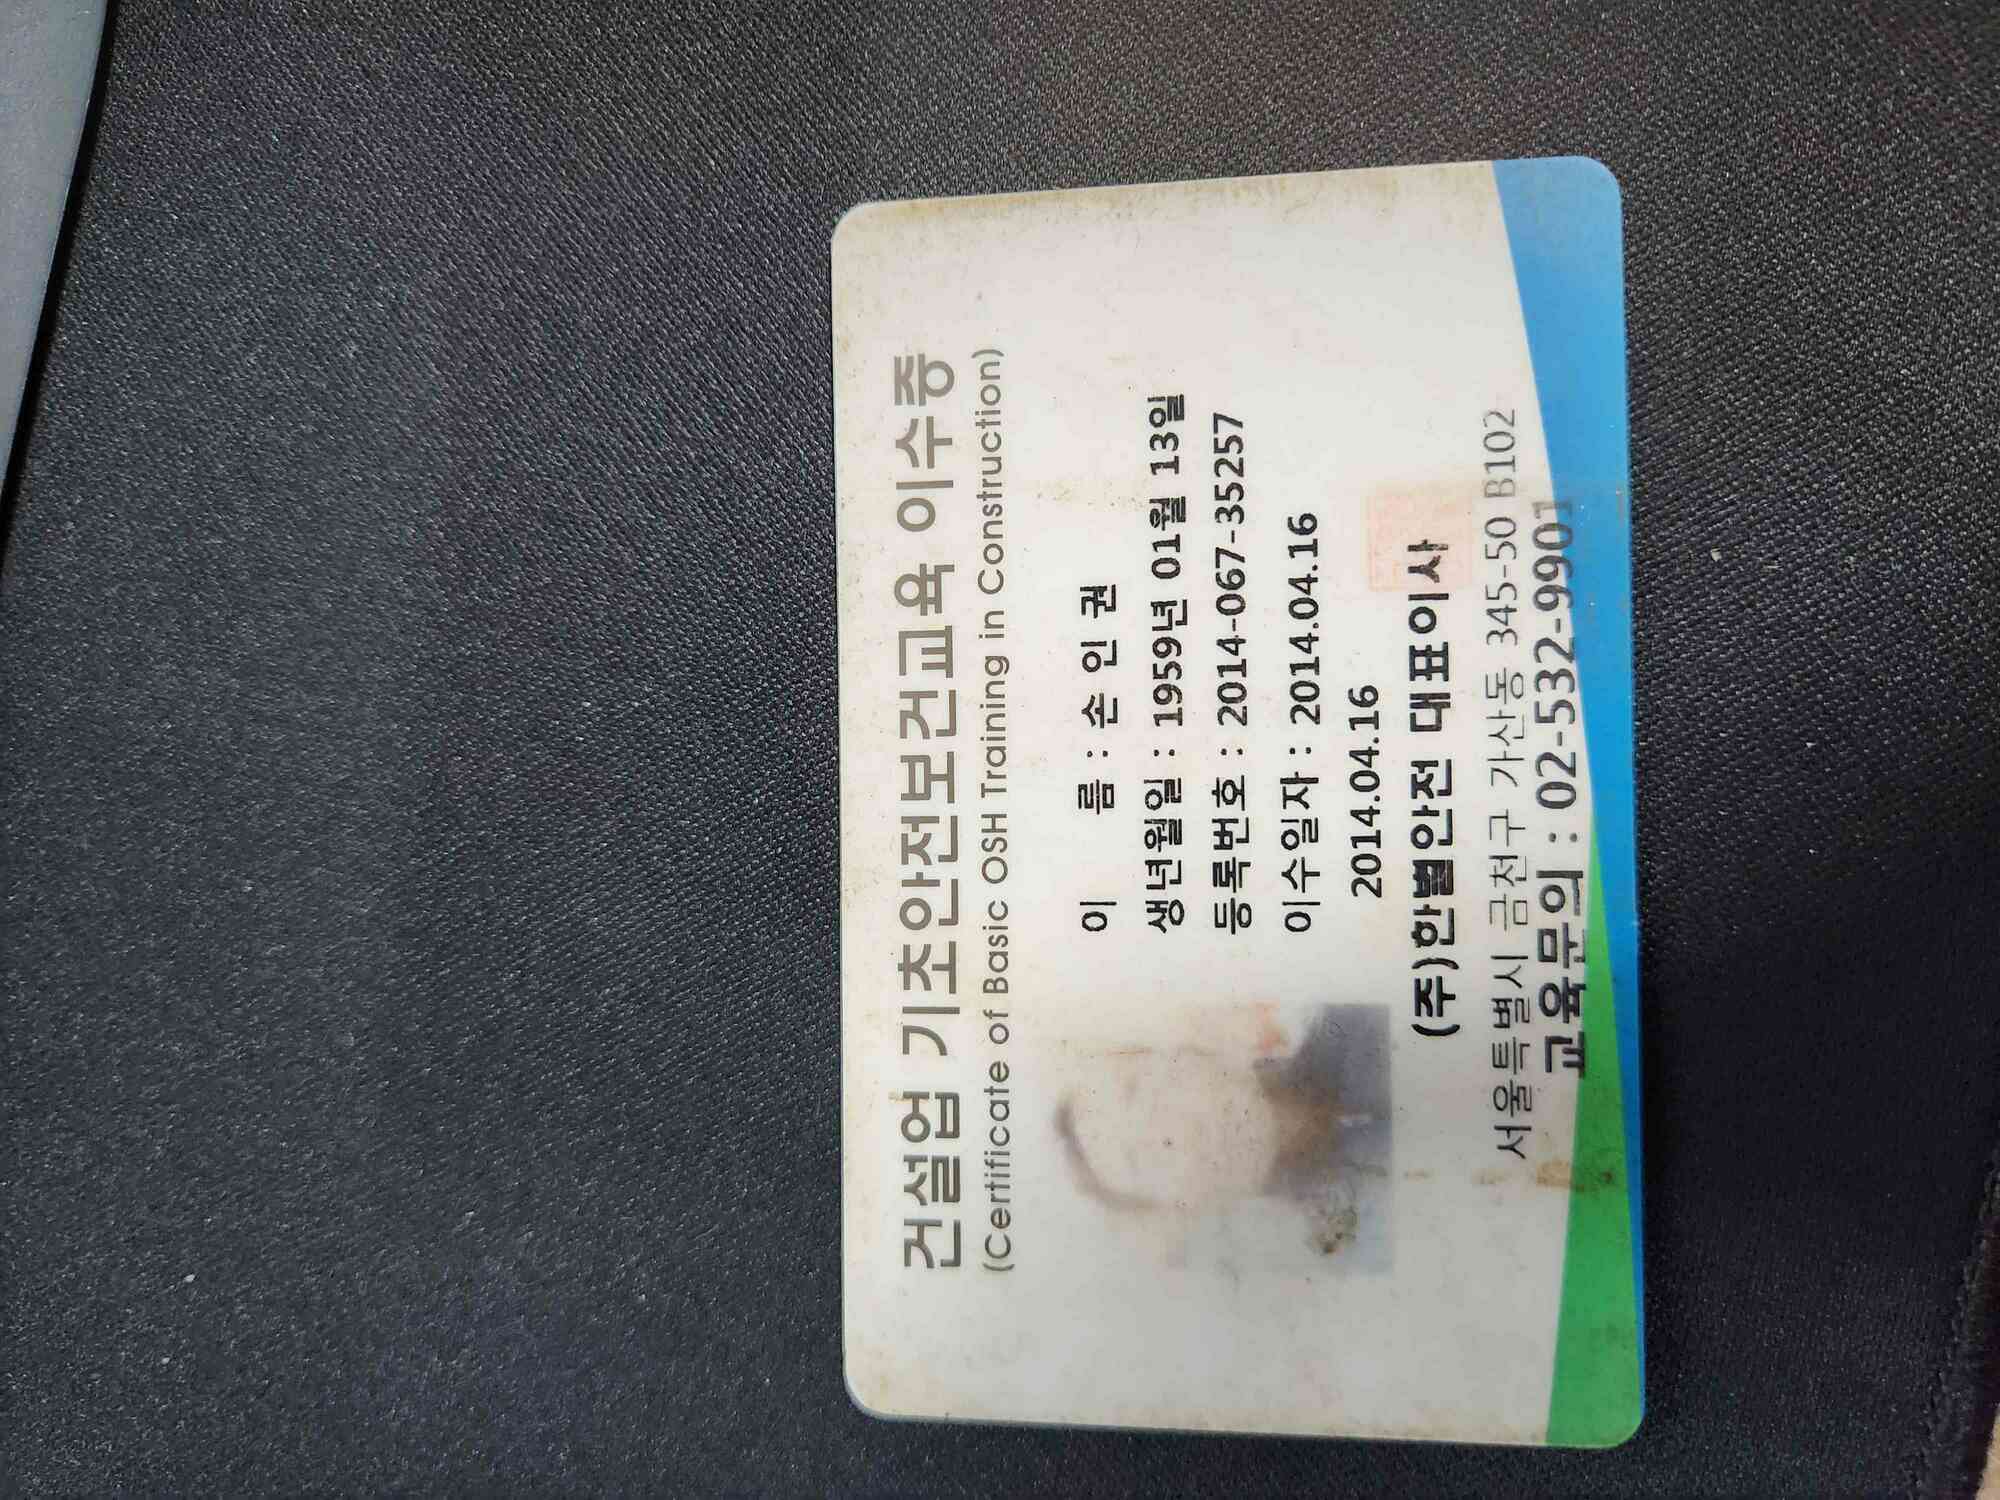 건설업 기초안전보건교육 이수증
(Certificate of Basic OSH Training in Construction)
이 름 : 손 인 권
생년월일 : 1959년 01월 13일
등록번호 : 2014-067-35257
이수일자 : 2014.04.16
2014.04.16
(주)한별안전 대표이사
서울특별시 금천구 가산동 345-50 B102
교육문의 : 02-532-9901